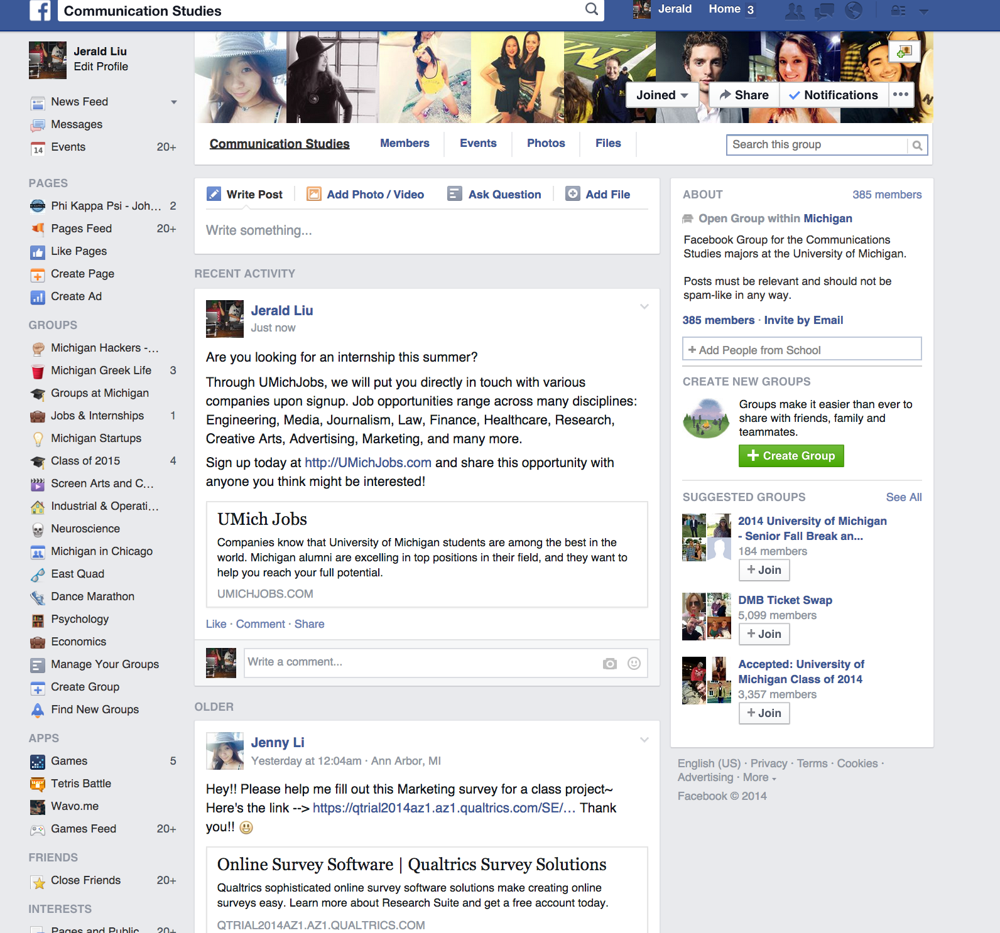 Communication Studies
Jerald
Home 3
Jerald Liu
Edit Profile
News Feed
Messages
14 Events 20+
PAGES
Phi Kappa Psi - Joh... 2
Pages Feed 20+
Like Pages
Create Page
Create Ad
GROUPS
Michigan Hackers -...
Michigan Greek Life 3
Groups at Michigan
Jobs & Internships 1
Michigan Startups
Class of 2015 4
Screen Arts and C...
Industrial & Operati...
Neuroscience
Michigan in Chicago
East Quad
Dance Marathon
Psychology
Economics
Manage Your Groups
Create Group
Find New Groups
APPS
Games 5
Tetris Battle
Wavo.me
Games Feed 20+
FRIENDS
Close Friends 20+
INTERESTS
Pages and Public 20+
Joined
Share
Notifications
Communication Studies
Members
Events
Photos
Files
Search this group
Write Post
Add Photo / Video
Ask Question
Add File
Write something...
RECENT ACTIVITY
Jerald Liu
Just now
Are you looking for an internship this summer?
Through UMichJobs, we will put you directly in touch with various
companies upon signup. Job opportunities range across many disciplines:
Engineering, Media, Journalism, Law, Finance, Healthcare, Research,
Creative Arts, Advertising, Marketing, and many more.
Sign up today at http://UMichJobs.com and share this opportunity with
anyone you think might be interested!
UMich Jobs
Companies know that University of Michigan students are among the best in the
world. Michigan alumni are excelling in top positions in their field, and they want to
help you reach your full potential.
UMICHJOBS.COM
Like · Comment · Share
Write a comment...
OLDER
Jenny Li
Yesterday at 12:04am · Ann Arbor, MI
Hey!! Please help me fill out this Marketing survey for a class project~
Here's the link --> https://qtrial2014az1.az1.qualtrics.com/SE/... Thank
you!!
Online Survey Software | Qualtrics Survey Solutions
Qualtrics sophisticated online survey software solutions make creating online
surveys easy. Learn more about Research Suite and get a free account today.
QTRIAL2014AZ1.AZ1.QUALTRICS.COM
ABOUT 385 members
Open Group within Michigan
Facebook Group for the Communications
Studies majors at the University of Michigan.
Posts must be relevant and should not be
spam-like in any way.
385 members · Invite by Email
+ Add People from School
CREATE NEW GROUPS
Groups make it easier than ever to
share with friends, family and
teammates.
+ Create Group
SUGGESTED GROUPS See All
2014 University of Michigan
- Senior Fall Break an...
184 members
+ Join
DMB Ticket Swap
5,099 members
+ Join
Accepted: University of
Michigan Class of 2014
3,357 members
+ Join
English (US) · Privacy · Terms · Cookies ·
Advertising · More
Facebook © 2014